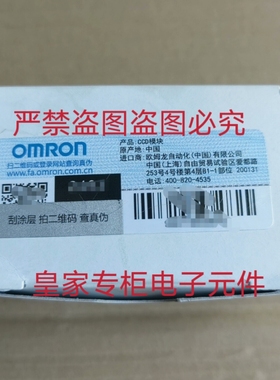 严禁盗图盗图必究
OMRON
扫二维码或登录网站查询真伪
www.fa.omron.com.cn
产品名称:CCD模块
原产地:中国
进口商:欧姆龙自动化(中国)有限公司
中国(上海)自由贸易试验区爱都路
253号4号楼第4层B1-1部位 200131
电话:400-820-4535
刮涂层 拍二维码 查真伪
皇家专柜电子元件